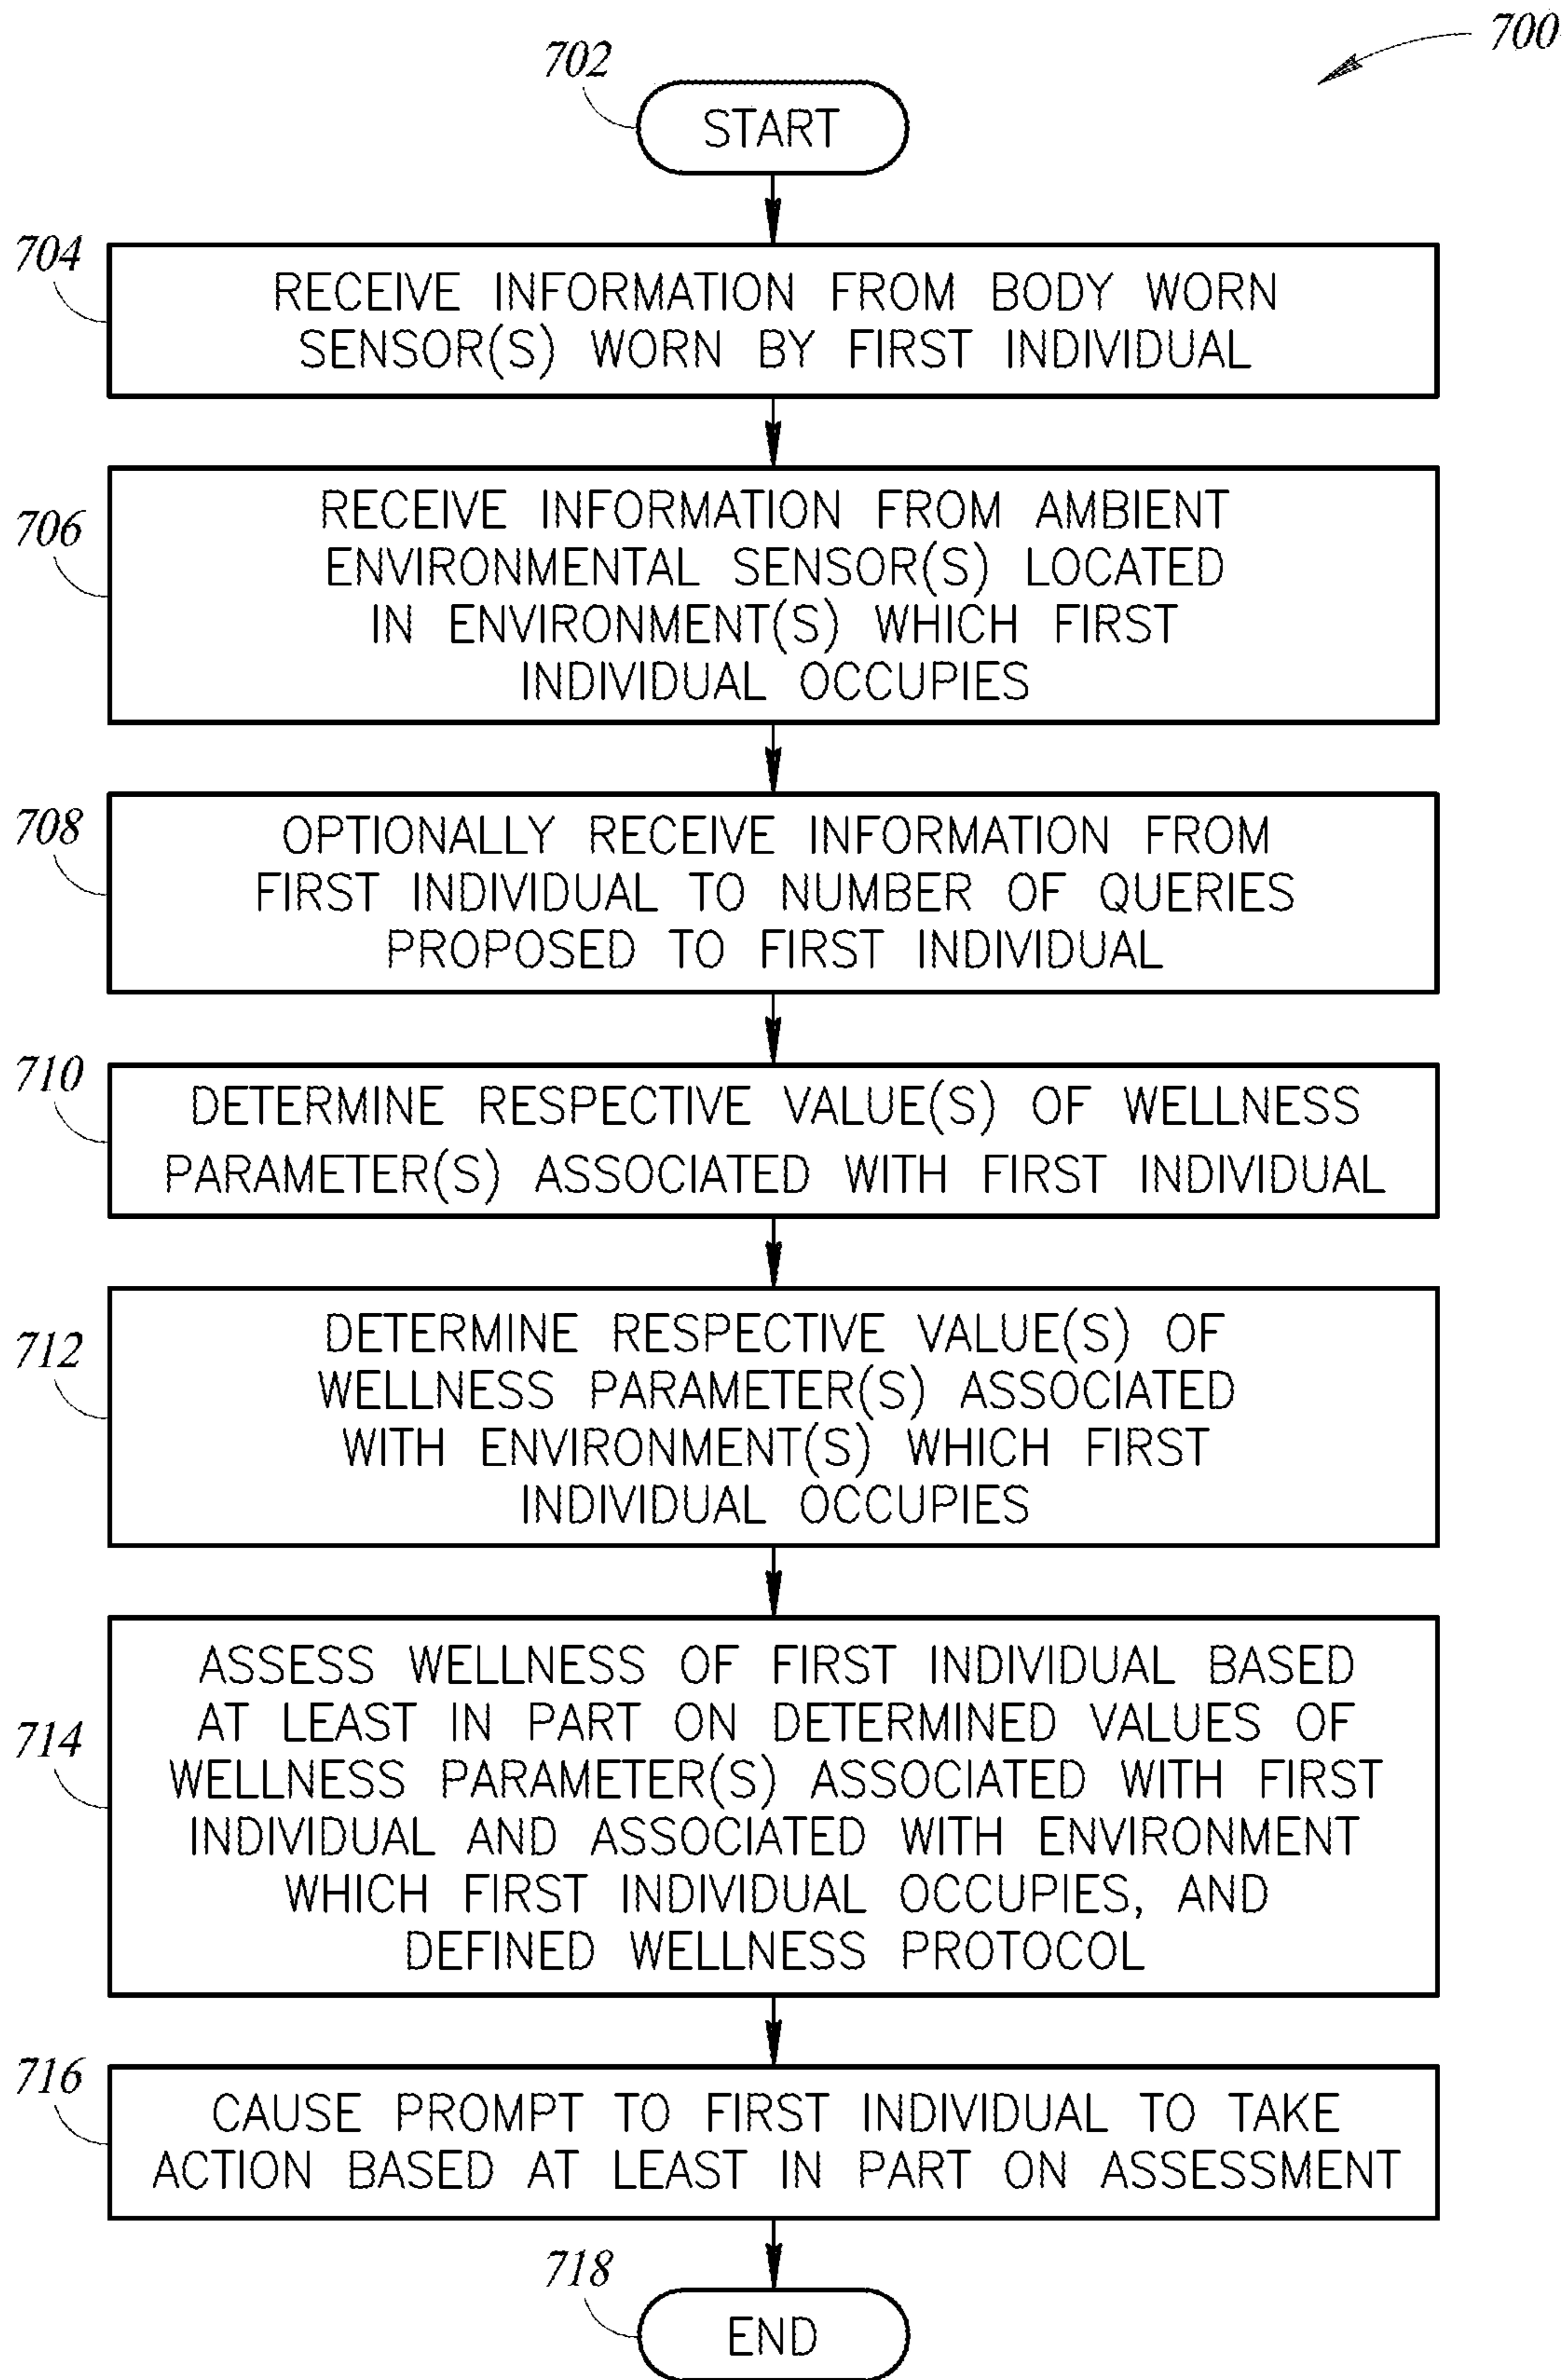 700
702
START
704
RECEIVE INFORMATION FROM BODY WORN
SENSOR(S) WORN BY FIRST INDIVIDUAL
706
RECEIVE INFORMATION FROM AMBIENT
ENVIRONMENTAL SENSOR(S) LOCATED
IN ENVIRONMENT(S) WHICH FIRST
INDIVIDUAL OCCUPIES
708
OPTIONALLY RECEIVE INFORMATION FROM
FIRST INDIVIDUAL TO NUMBER OF QUERIES
PROPOSED TO FIRST INDIVIDUAL
710
DETERMINE RESPECTIVE VALUE(S) OF WELLNESS
PARAMETER(S) ASSOCIATED WITH FIRST INDIVIDUAL
712
DETERMINE RESPECTIVE VALUE(S) OF
WELLNESS PARAMETER(S) ASSOCIATED
WITH ENVIRONMENT(S) WHICH FIRST
INDIVIDUAL OCCUPIES
714
ASSESS WELLNESS OF FIRST INDIVIDUAL BASED
AT LEAST IN PART ON DETERMINED VALUES OF
WELLNESS PARAMETER(S) ASSOCIATED WITH FIRST
INDIVIDUAL AND ASSOCIATED WITH ENVIRONMENT
WHICH FIRST INDIVIDUAL OCCUPIES, AND
DEFINED WELLNESS PROTOCOL
716
CAUSE PROMPT TO FIRST INDIVIDUAL TO TAKE
ACTION BASED AT LEAST IN PART ON ASSESSMENT
718
END